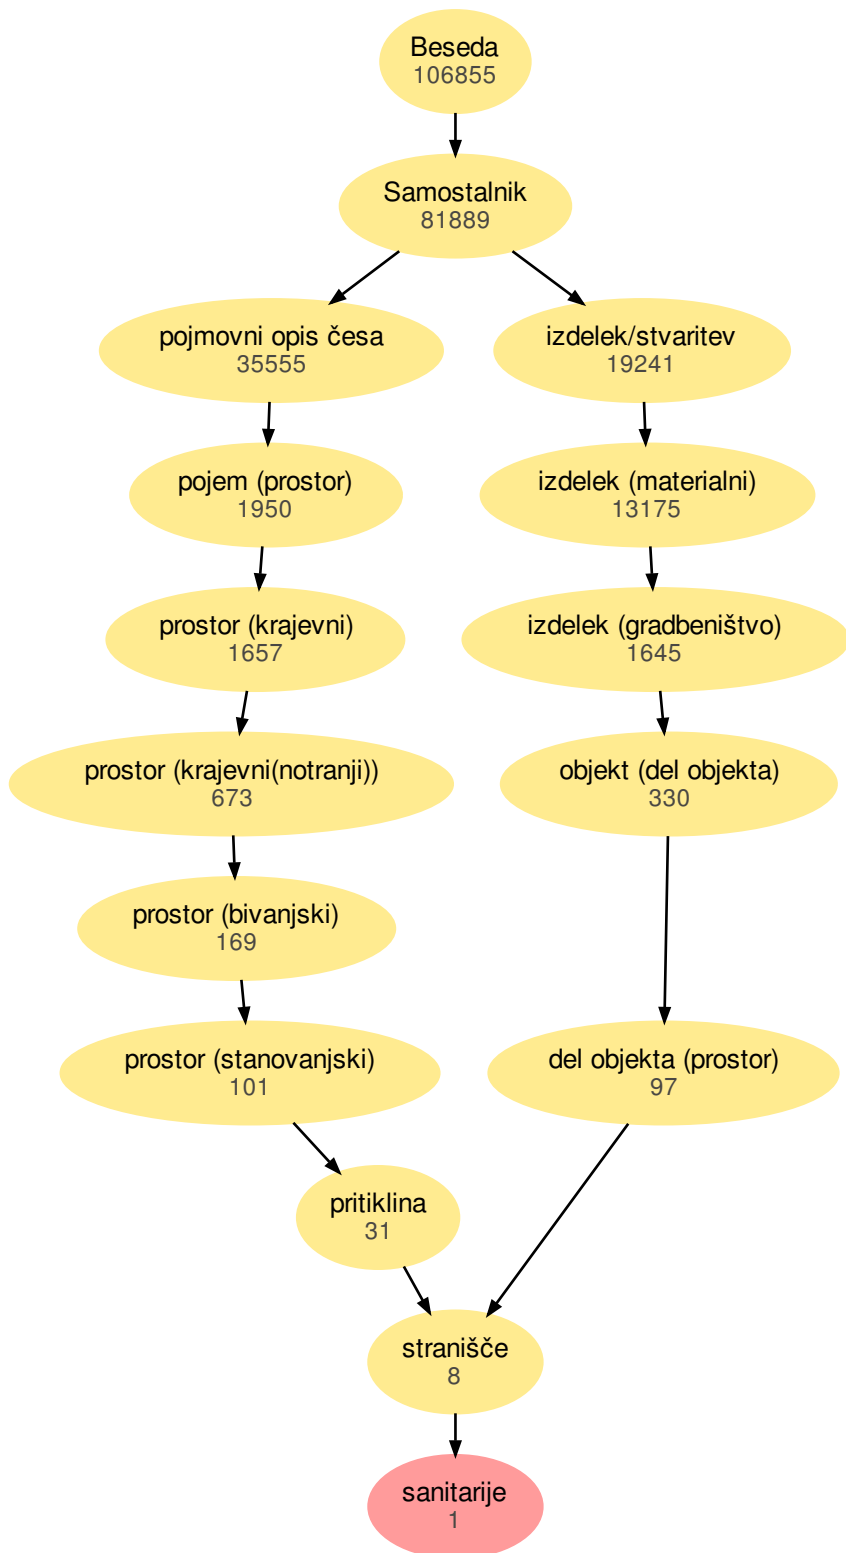 Beseda
106855
Samostalnik
81889
pojmovni opis česa
35555
izdelek/stvaritev
19241
pojem (prostor)
1950
izdelek (materialni)
13175
prostor (krajevni)
1657
izdelek (gradbeništvo)
1645
prostor (krajevni(notranji))
673
objekt (del objekta)
330
prostor (bivanjski)
169
prostor (stanovanjski)
101
del objekta (prostor)
97
pritiklina
31
stranišče
8
sanitarije
1